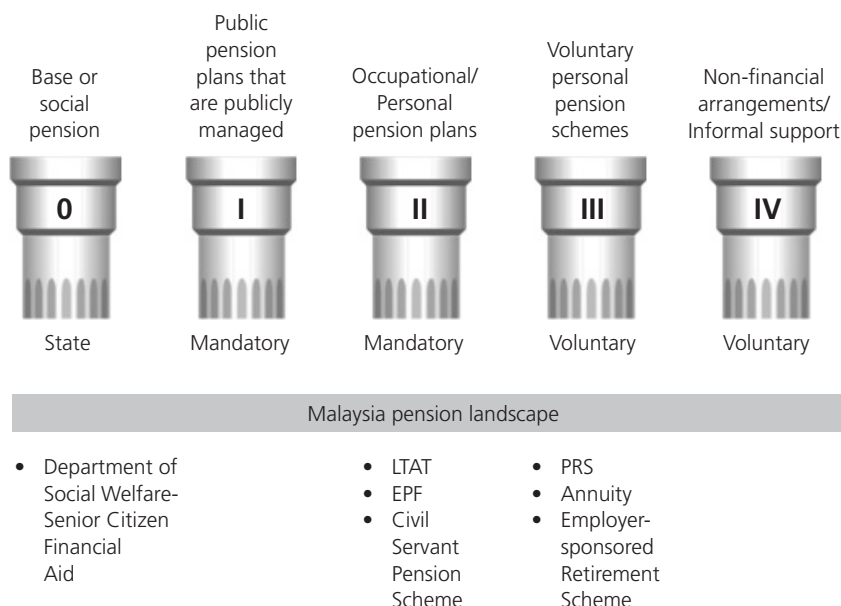 Base or
social
pension
Public
pension
plans that
are publicly
managed
Occupational/
Personal
pension plans
Voluntary
personal
pension
schemes
Non-financial
arrangements/
Informal support
0
I
II
III
IV
State
Mandatory
Mandatory
Voluntary
Voluntary
Malaysia pension landscape
• Department of
Social Welfare-
Senior Citizen
Financial
Aid
• LTAT
• EPF
• Civil
Servant
Pension
Scheme
• PRS
• Annuity
• Employer-
sponsored
Retirement
Scheme